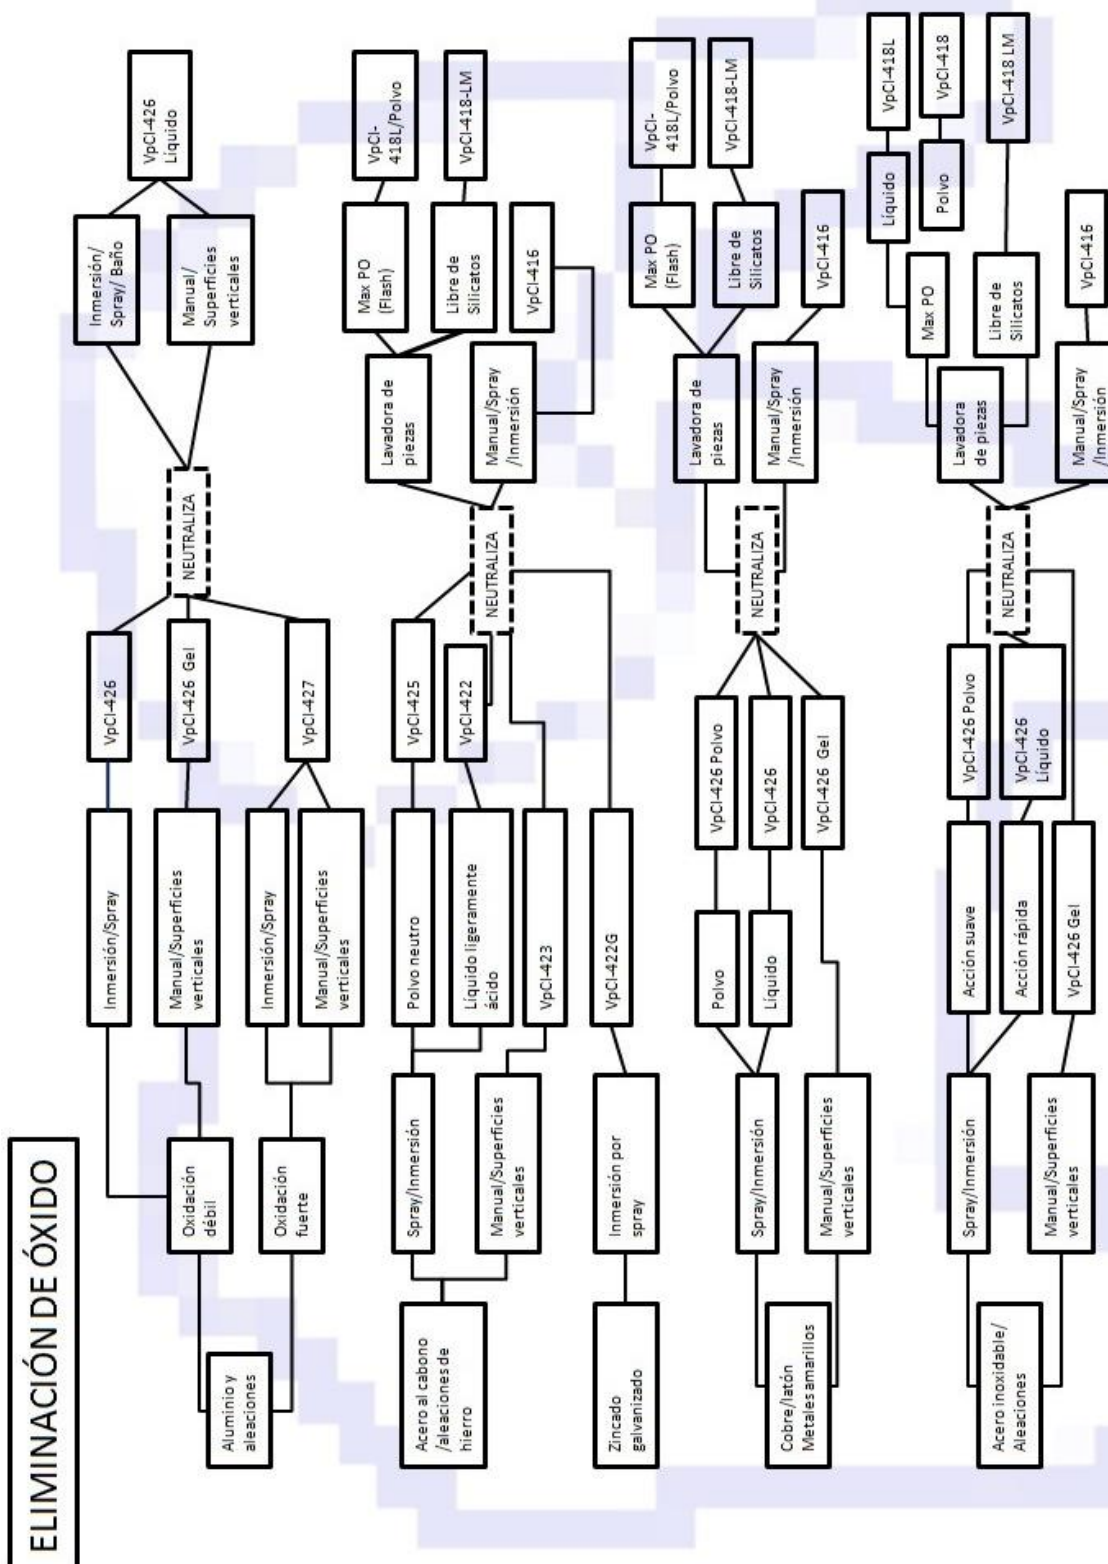 ELIMINACIÓN DE ÓXIDO
Aluminio y
aleaciones
Oxidación
débil
Oxidación
fuerte
Inmersión/Spray
Manual/Superficies
verticales
Inmersión/Spray
Manual/Superficies
verticales
VpCI-426
VpCI-426 Gel
VpCI-427
NEUTRALIZA
Inmersión/
Spray/ Baño
Manual/
Superficies
verticales
VpCI-426
Líquido
Acero al cabono
/aleaciones de
hierro
Spray/Inmersión
Manual/Superficies
verticales
Polvo neutro
Líquido ligeramente
ácido
VpCI-423
VpCI-425
VpCI-422
Zincado
galvanizado
Inmersión por
spray
VpCI-422G
NEUTRALIZA
Lavadora de
piezas
Manual/Spray
/Inmersión
Max PO
(Flash)
Libre de
Silicatos
VpCI-416
VpCI-
418L/Polvo
VpCI-418-LM
Cobre/latón
Metales amarillos
Spray/Inmersión
Manual/Superficies
verticales
Polvo
Líquido
VpCI-426 Polvo
VpCI-426
VpCI-426 Gel
NEUTRALIZA
Lavadora de
piezas
Manual/Spray
/Inmersión
Max PO
(Flash)
Libre de
Silicatos
VpCI-416
VpCI-
418L/Polvo
VpCI-418-LM
Acero inoxidable/
Aleaciones
Spray/Inmersión
Manual/Superficies
verticales
Acción suave
Acción rápida
VpCI-426 Gel
VpCI-426 Polvo
VpCI-426
Líquido
NEUTRALIZA
Lavadora
de piezas
Manual/Spray
/Inmersión
Max PO
Libre de
Silicatos
VpCI-416
Líquido
Polvo
VpCI-418L
VpCI-418
VpCI-418 LM